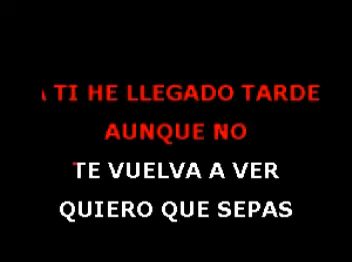 A TI HE LLEGADO TARDE
AUNQUE NO
TE VUELVA A VER
QUIERO QUE SEPAS